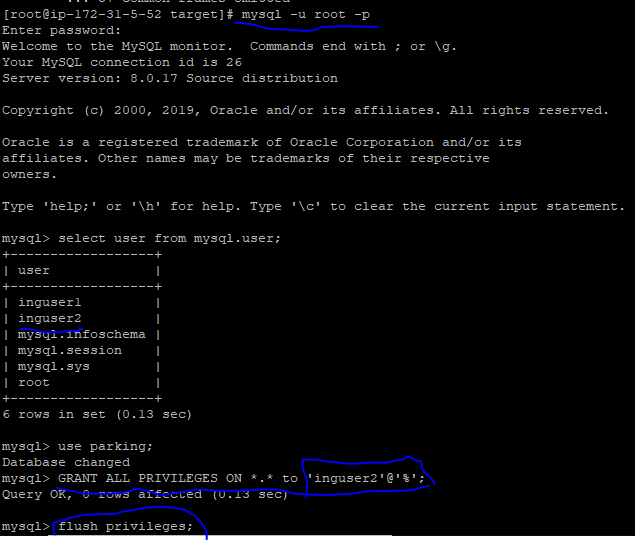 ... 87 common frames omitted
[root@ip-172-31-5-52 target]# mysql -u root -p
Enter password:
Welcome to the MySQL monitor.  Commands end with ; or \g.
Your MySQL connection id is 26
Server version: 8.0.17 Source distribution
Copyright (c) 2000, 2019, Oracle and/or its affiliates. All rights reserved.
Oracle is a registered trademark of Oracle Corporation and/or its
affiliates. Other names may be trademarks of their respective
owners.
Type 'help;' or '\h' for help. Type '\c' to clear the current input statement.
mysql> select user from mysql.user;
+------------------+
| user             |
+------------------+
| inguser1         |
| inguser2         |
| mysql.infoschema |
| mysql.session    |
| mysql.sys        |
| root             |
+------------------+
6 rows in set (0.13 sec)
mysql> use parking;
Database changed
mysql> GRANT ALL PRIVILEGES ON *.* to 'inguser2'@'%';
Query OK, 0 rows affected (0.13 sec)
mysql> flush privileges;